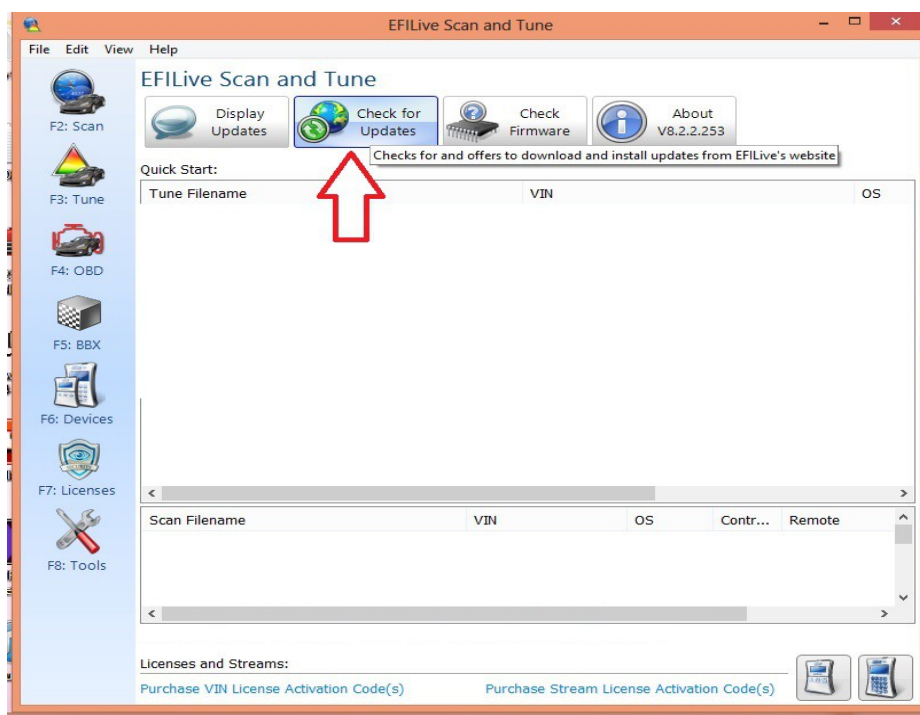 EFILive Scan and Tune
File Edit View Help
EFILive Scan and Tune
Display Updates
Check for Updates
Check Firmware
About V8.2.2.253
Checks for and offers to download and install updates from EFILive's website
F2: Scan
F3: Tune
F4: OBD
F5: BBX
F6: Devices
F7: Licenses
F8: Tools
Quick Start:
Tune Filename VIN OS
Scan Filename VIN OS Contr... Remote
Licenses and Streams:
Purchase VIN License Activation Code(s) Purchase Stream License Activation Code(s)